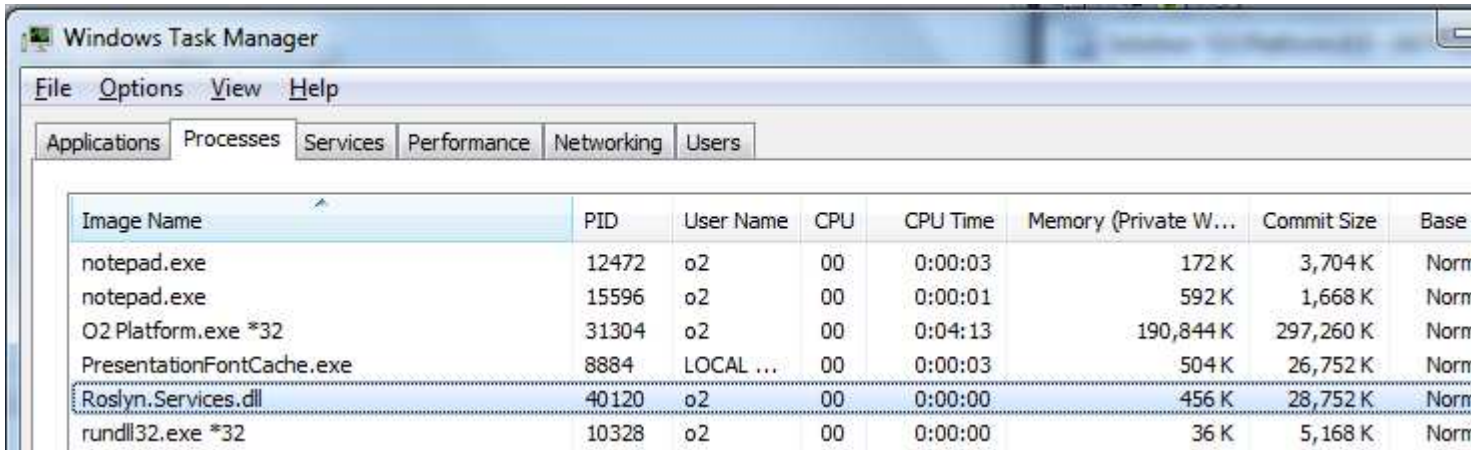 Windows Task Manager
File Options View Help
Applications Processes Services Performance Networking Users
Image Name PID User Name CPU CPU Time Memory (Private W... Commit Size Base
notepad.exe 12472 o2 00 0:00:03 172 K 3,704 K Norm
notepad.exe 15596 o2 00 0:00:01 592 K 1,668 K Norm
O2 Platform.exe *32 31304 o2 00 0:04:13 190,844 K 297,260 K Norm
PresentationFontCache.exe 8884 LOCAL ... 00 0:00:03 504 K 26,752 K Norm
Roslyn.Services.dll 40120 o2 00 0:00:00 456 K 28,752 K Norm
rundll32.exe *32 10328 o2 00 0:00:00 36 K 5,168 K Norm